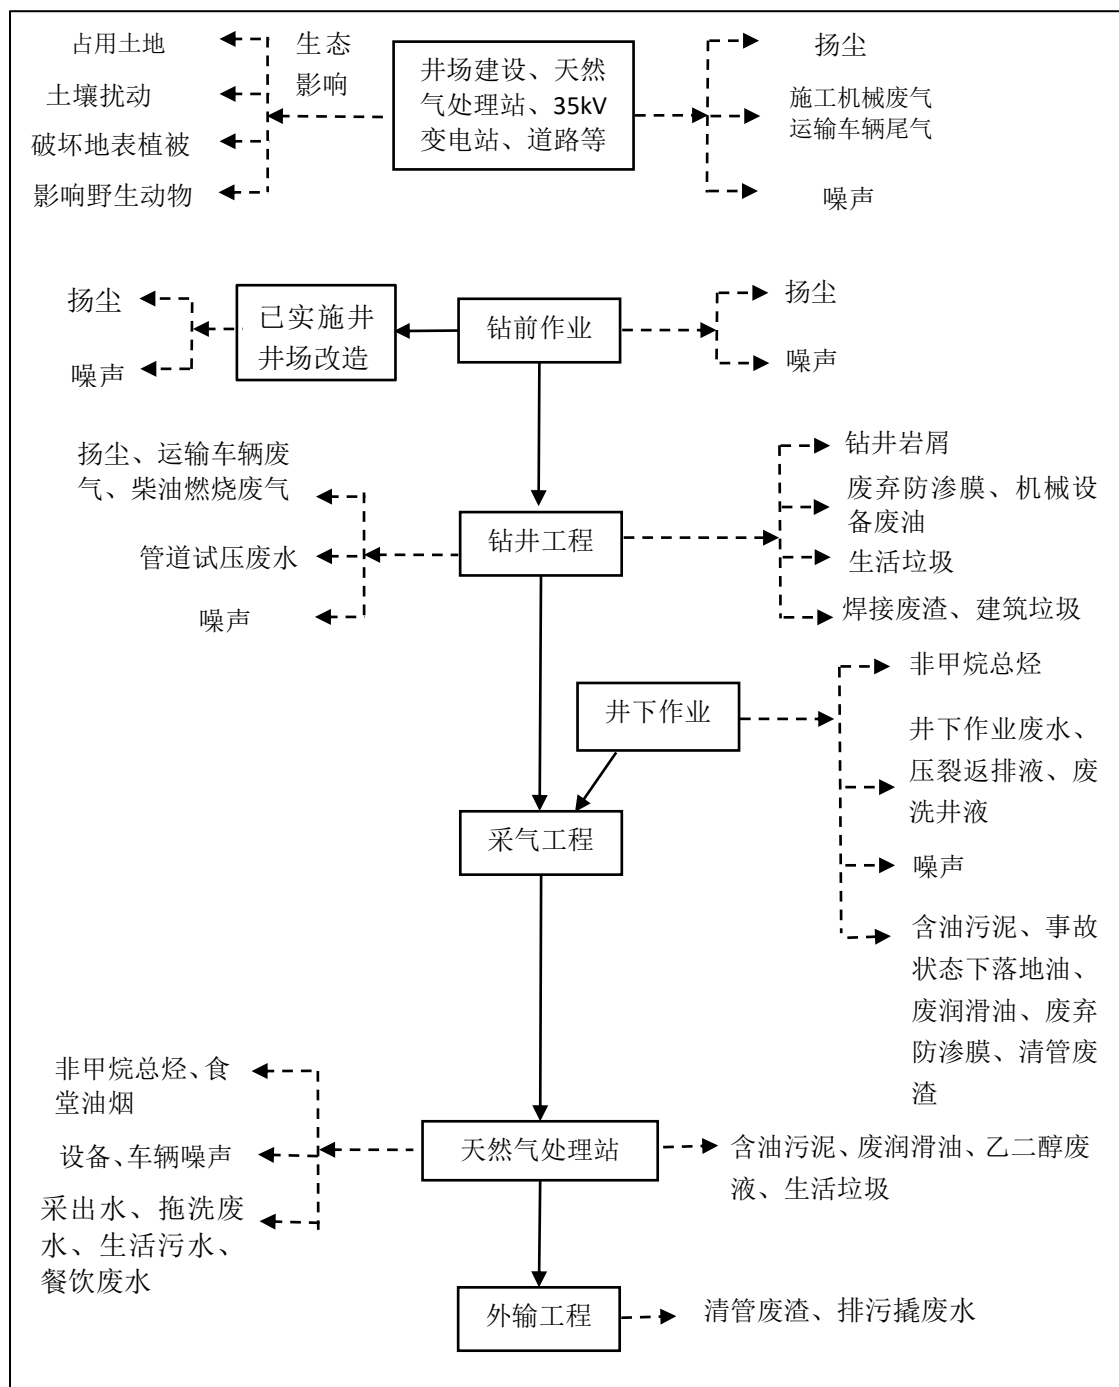 占用土地
土壤扰动
破坏地表植被
影响野生动物
生态
影响
井场建设、天然
气处理站、35kV
变电站、道路等
扬尘
施工机械废气
运输车辆尾气
噪声
扬尘
噪声
已实施井
井场改造
钻前作业
扬尘
噪声
扬尘、运输车辆废
气、柴油燃烧废气
管道试压废水
噪声
钻井工程
钻井岩屑
废弃防渗膜、机械设
备废油
生活垃圾
焊接废渣、建筑垃圾
井下作业
非甲烷总烃
井下作业废水、
压裂返排液、废
洗井液
噪声
含油污泥、事故
状态下落地油、
废润滑油、废弃
防渗膜、清管废
渣
采气工程
非甲烷总烃、食
堂油烟
设备、车辆噪声
采出水、拖洗废
水、生活污水、
餐饮废水
天然气处理站
含油污泥、废润滑油、乙二醇废
液、生活垃圾
外输工程
清管废渣、排污撬废水